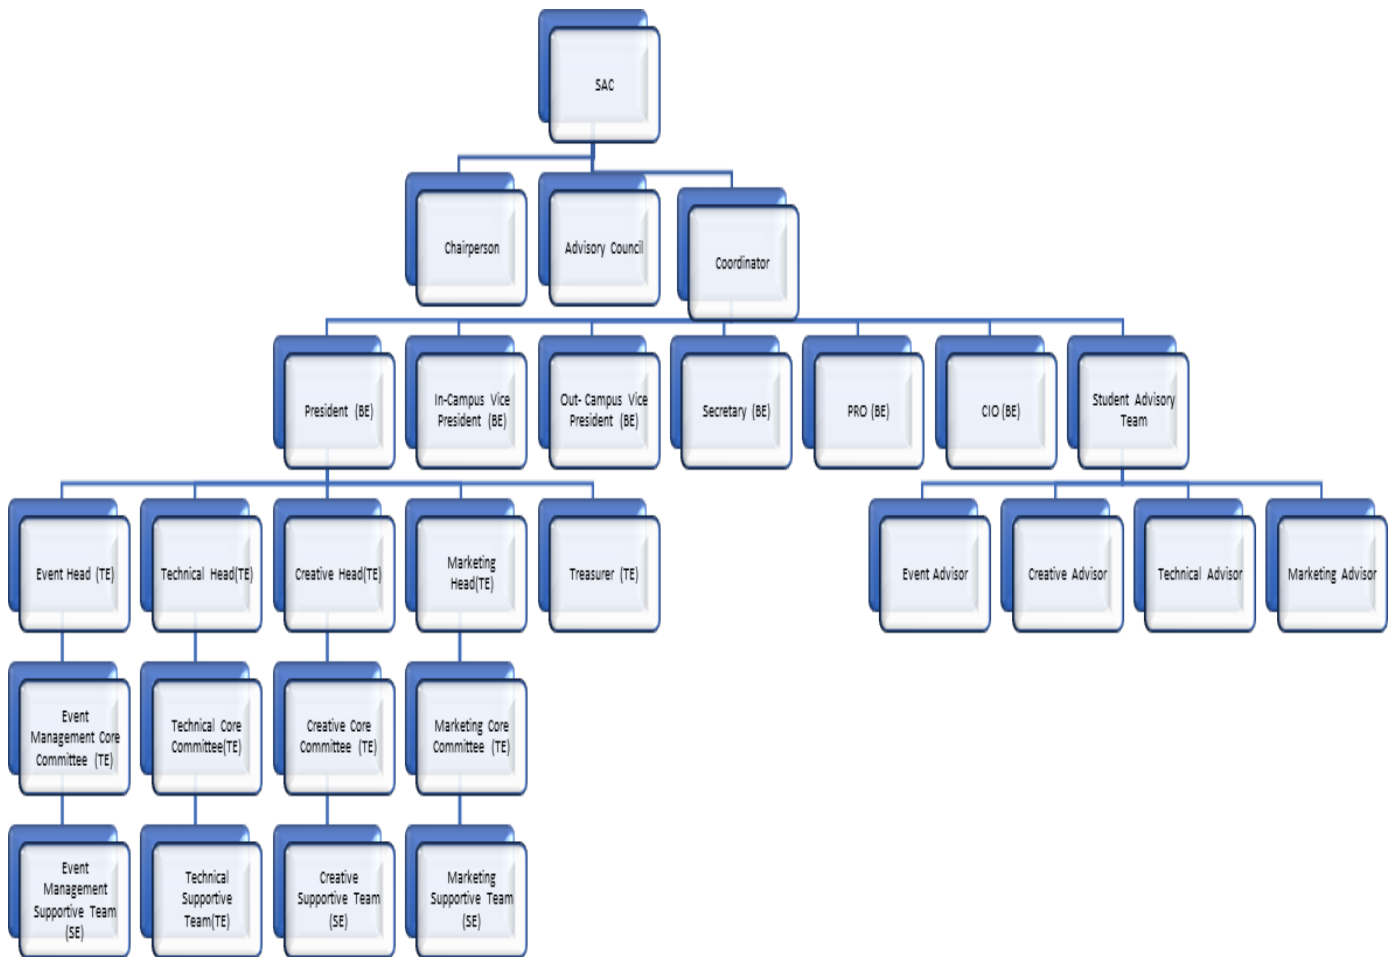 SAC
Chairperson
Advisory Council
Coordinator
President (BE)
In-Campus Vice
President (BE)
Out- Campus Vice
President (BE)
Secretary (BE)
PRO (BE)
CIO (BE)
Student Advisory
Team
Event Head (TE)
Technical Head(TE)
Creative Head(TE)
Marketing
Head(TE)
Treasurer (TE)
Event Advisor
Creative Advisor
Technical Advisor
Marketing Advisor
Event
Management Core
Committee (TE)
Technical Core
Committee(TE)
Creative Core
Committee (TE)
Marketing Core
Committee (TE)
Event
Management
Supportive Team
(SE)
Technical
Supportive
Team(TE)
Creative
Supportive Team
(SE)
Marketing
Supportive Team
(SE)